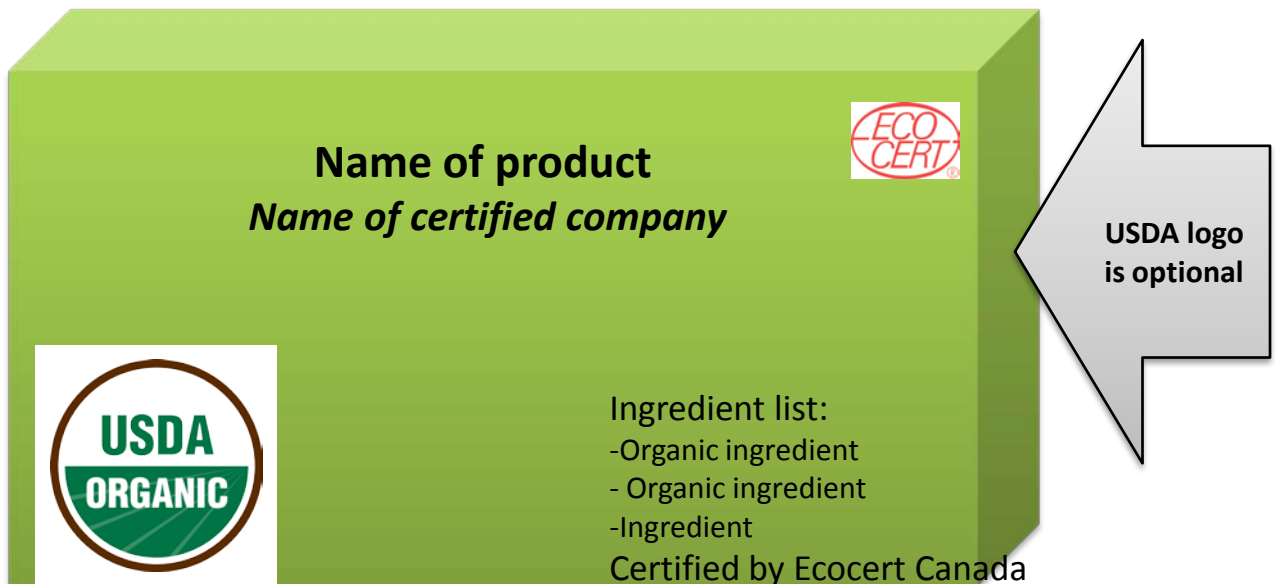 ECO
CERT
®
Name of product
Name of certified company
USDA logo
is optional
USDA
ORGANIC
Ingredient list:
-Organic ingredient
- Organic ingredient
-Ingredient
Certified by Ecocert Canada